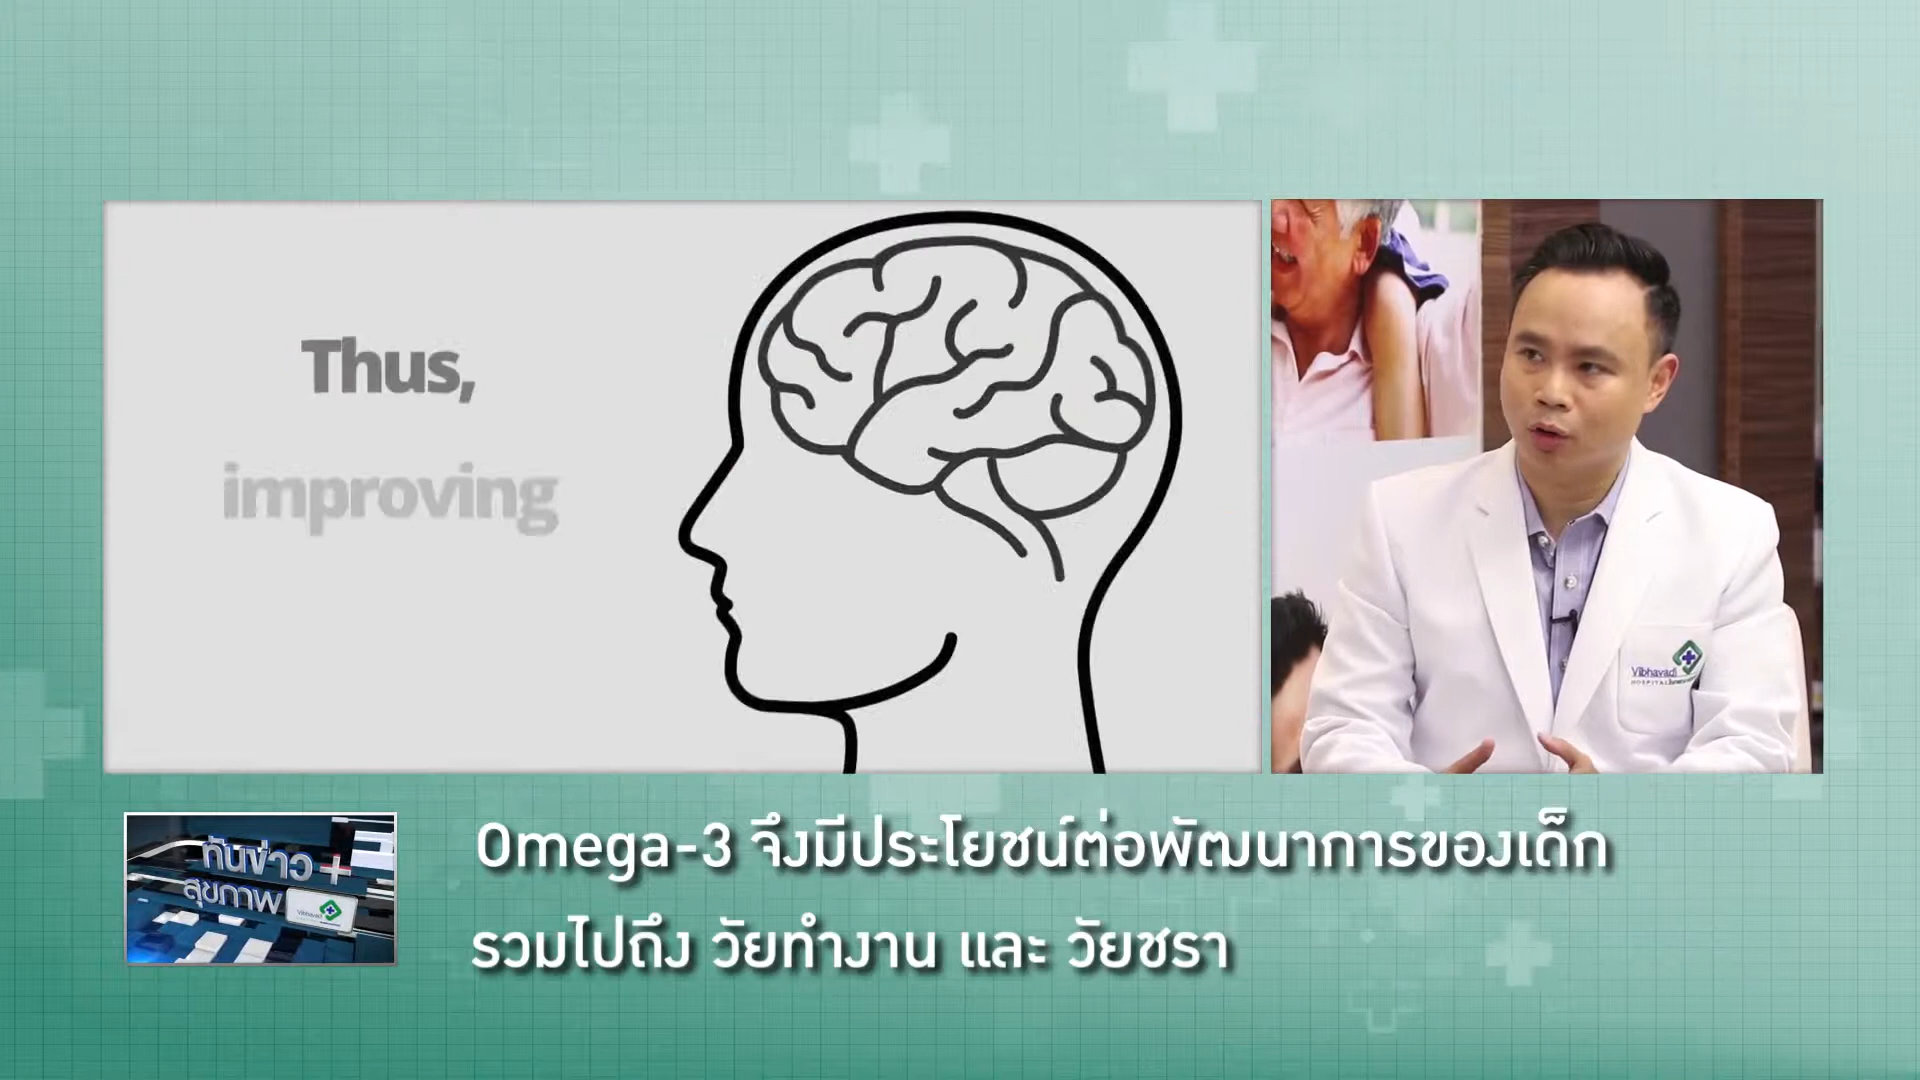 Thus,
improving
Vibhavadi
HOSPITAL
ทันข่าว +
สุขภาพ
Vibhavadi
Omega-3 จึงมีประโยชน์ต่อพัฒนาการของเด็ก
รวมไปถึง วัยทำงาน และ วัยชรา